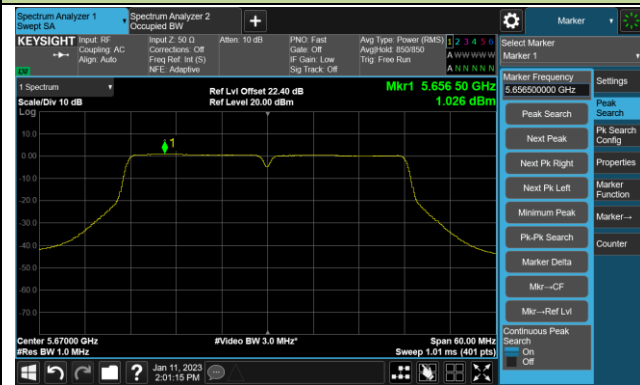 Spectrum Analyzer 1
Swept SA
Spectrum Analyzer 2
Occupied BW
Marker
KEYSIGHT
Input: RF
Coupling: AC
Align: Auto
Input Z: 50 Ω
Corrections: Off
Freq Ref: Int (S)
NFE: Adaptive
Atten: 10 dB
PNO: Fast
Gate: Off
IF Gain: Low
Sig Track: Off
Avg Type: Power (RMS)
Avg|Hold: 850/850
Trig: Free Run
1 2 3 4 5 6
A W W W W W
A N N N N N
Select Marker
Marker 1
1 Spectrum
Scale/Div 10 dB
Log
Ref Lvl Offset 22.40 dB
Ref Level 20.00 dBm
Mkr1 5.656 50 GHz
1.026 dBm
10.0
0.00
-10.0
-20.0
-30.0
-40.0
-50.0
-60.0
-70.0
1
Center 5.67000 GHz
#Res BW 1.0 MHz
#Video BW 3.0 MHz*
Span 60.00 MHz
Sweep 1.01 ms (401 pts)
Marker Frequency
5.656500000 GHz
Peak Search
Next Peak
Next Pk Right
Next Pk Left
Minimum Peak
Pk-Pk Search
Marker Delta
Mkr→CF
Mkr→Ref Lvl
Continuous Peak
Search
On
Off
Settings
Peak
Search
Pk Search
Config
Properties
Marker
Function
Marker→
Counter
Jan 11, 2023
2:01:15 PM